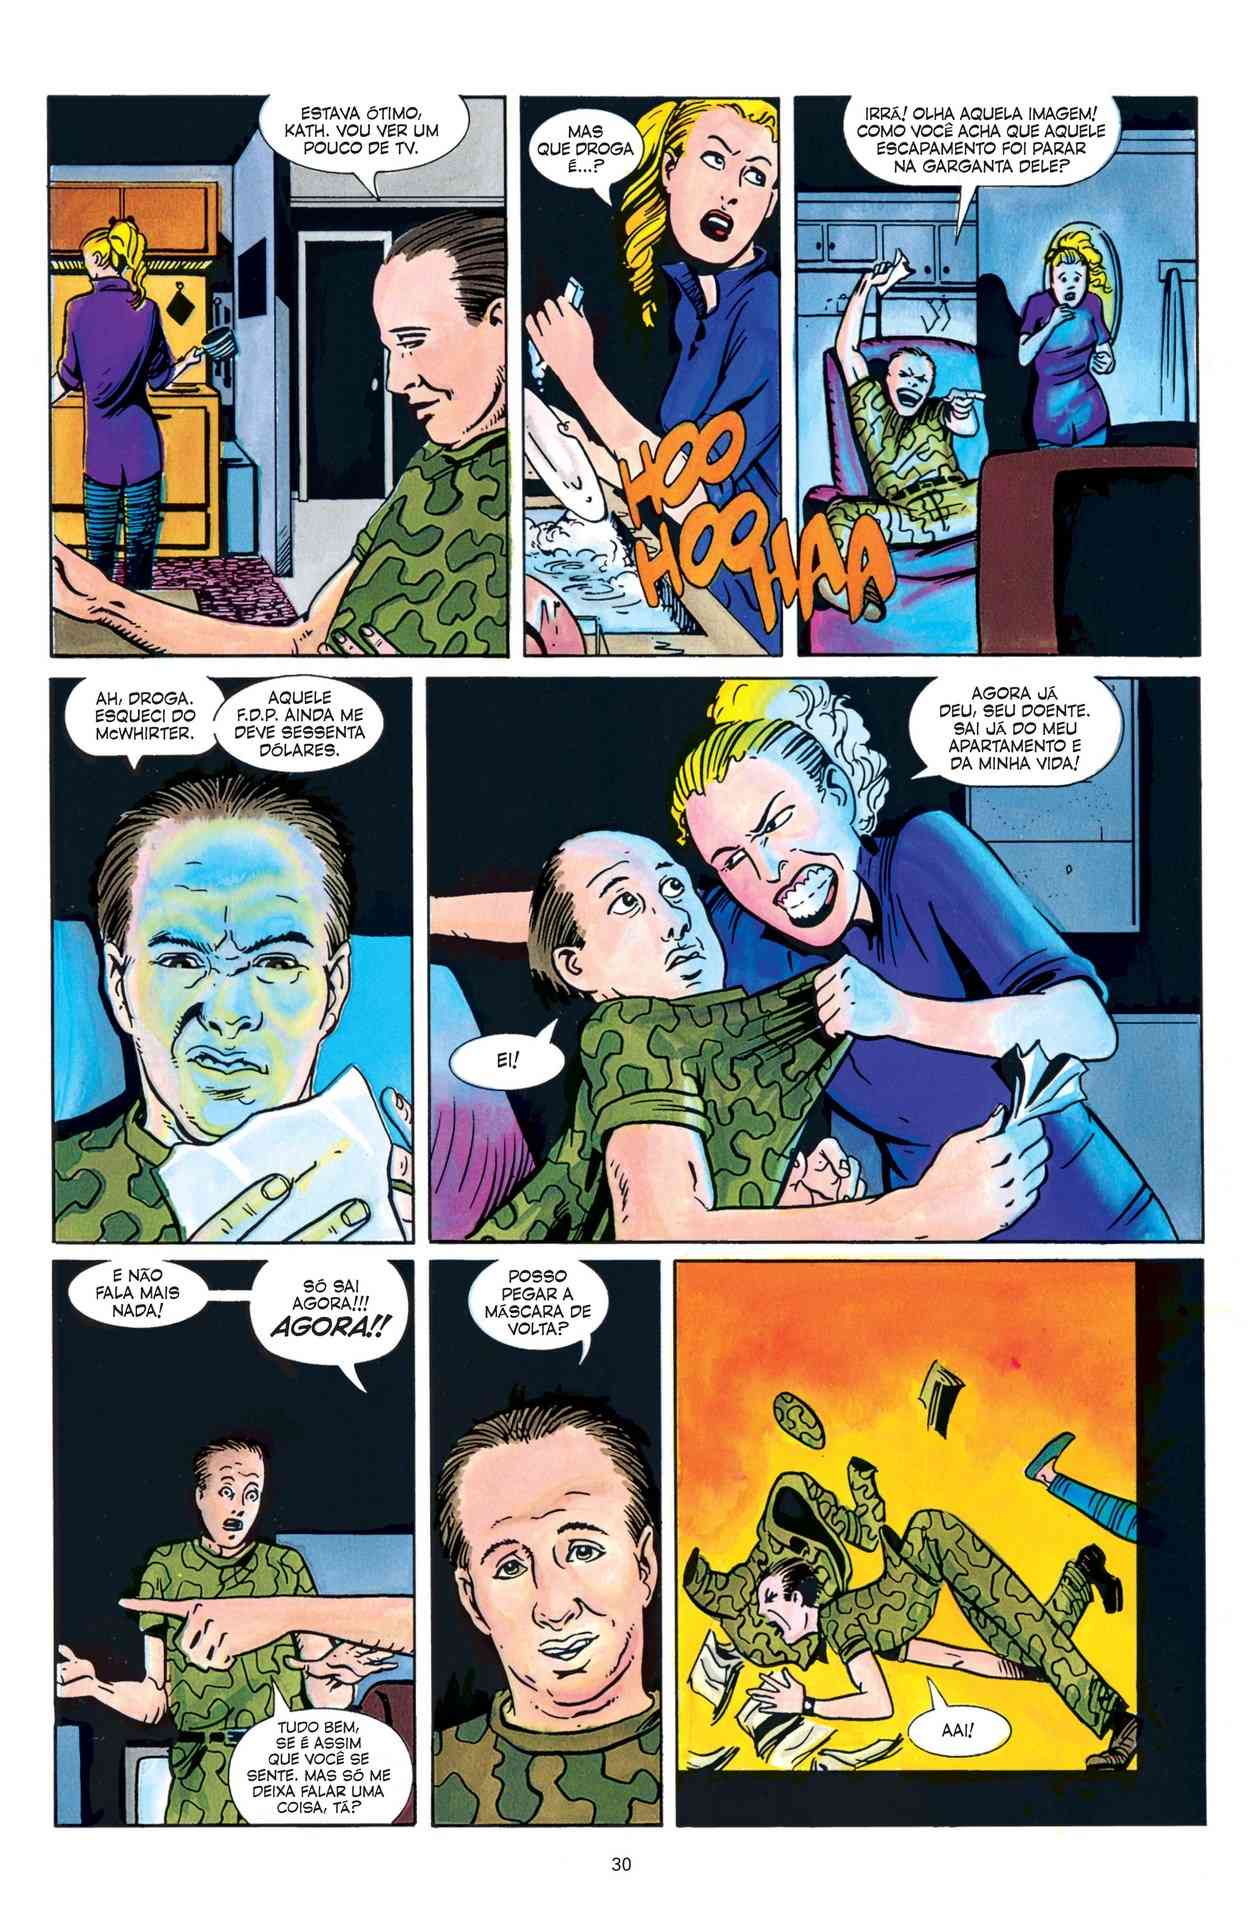 ESTAVA ÓTIMO,
KATH. VOU VER UM
POUCO DE TV.
MAS
QUE DROGA
É...?
HOO
HOO HAA
IRRÁ! OLHA AQUELA IMAGEM!
COMO VOCÊ ACHA QUE AQUELE
ESCAPAMENTO FOI PARAR
NA GARGANTA DELE?
AH, DROGA.
ESQUECI DO
McWHIRTER.
AQUELE
F.D.P. AINDA ME
DEVE SESSENTA
DÓLARES.
AGORA JÁ
DEU, SEU DOENTE.
SAI JÁ DO MEU
APARTAMENTO E
DA MINHA VIDA!
EI!
E NÃO
FALA MAIS
NADA!
SÓ SAI
AGORA!!!
AGORA!!
TUDO BEM,
SE É ASSIM
QUE VOCÊ SE
SENTE. MAS SÓ ME
DEIXA FALAR UMA
COISA, TÁ?
POSSO
PEGAR A
MÁSCARA DE
VOLTA?
AAI!
30